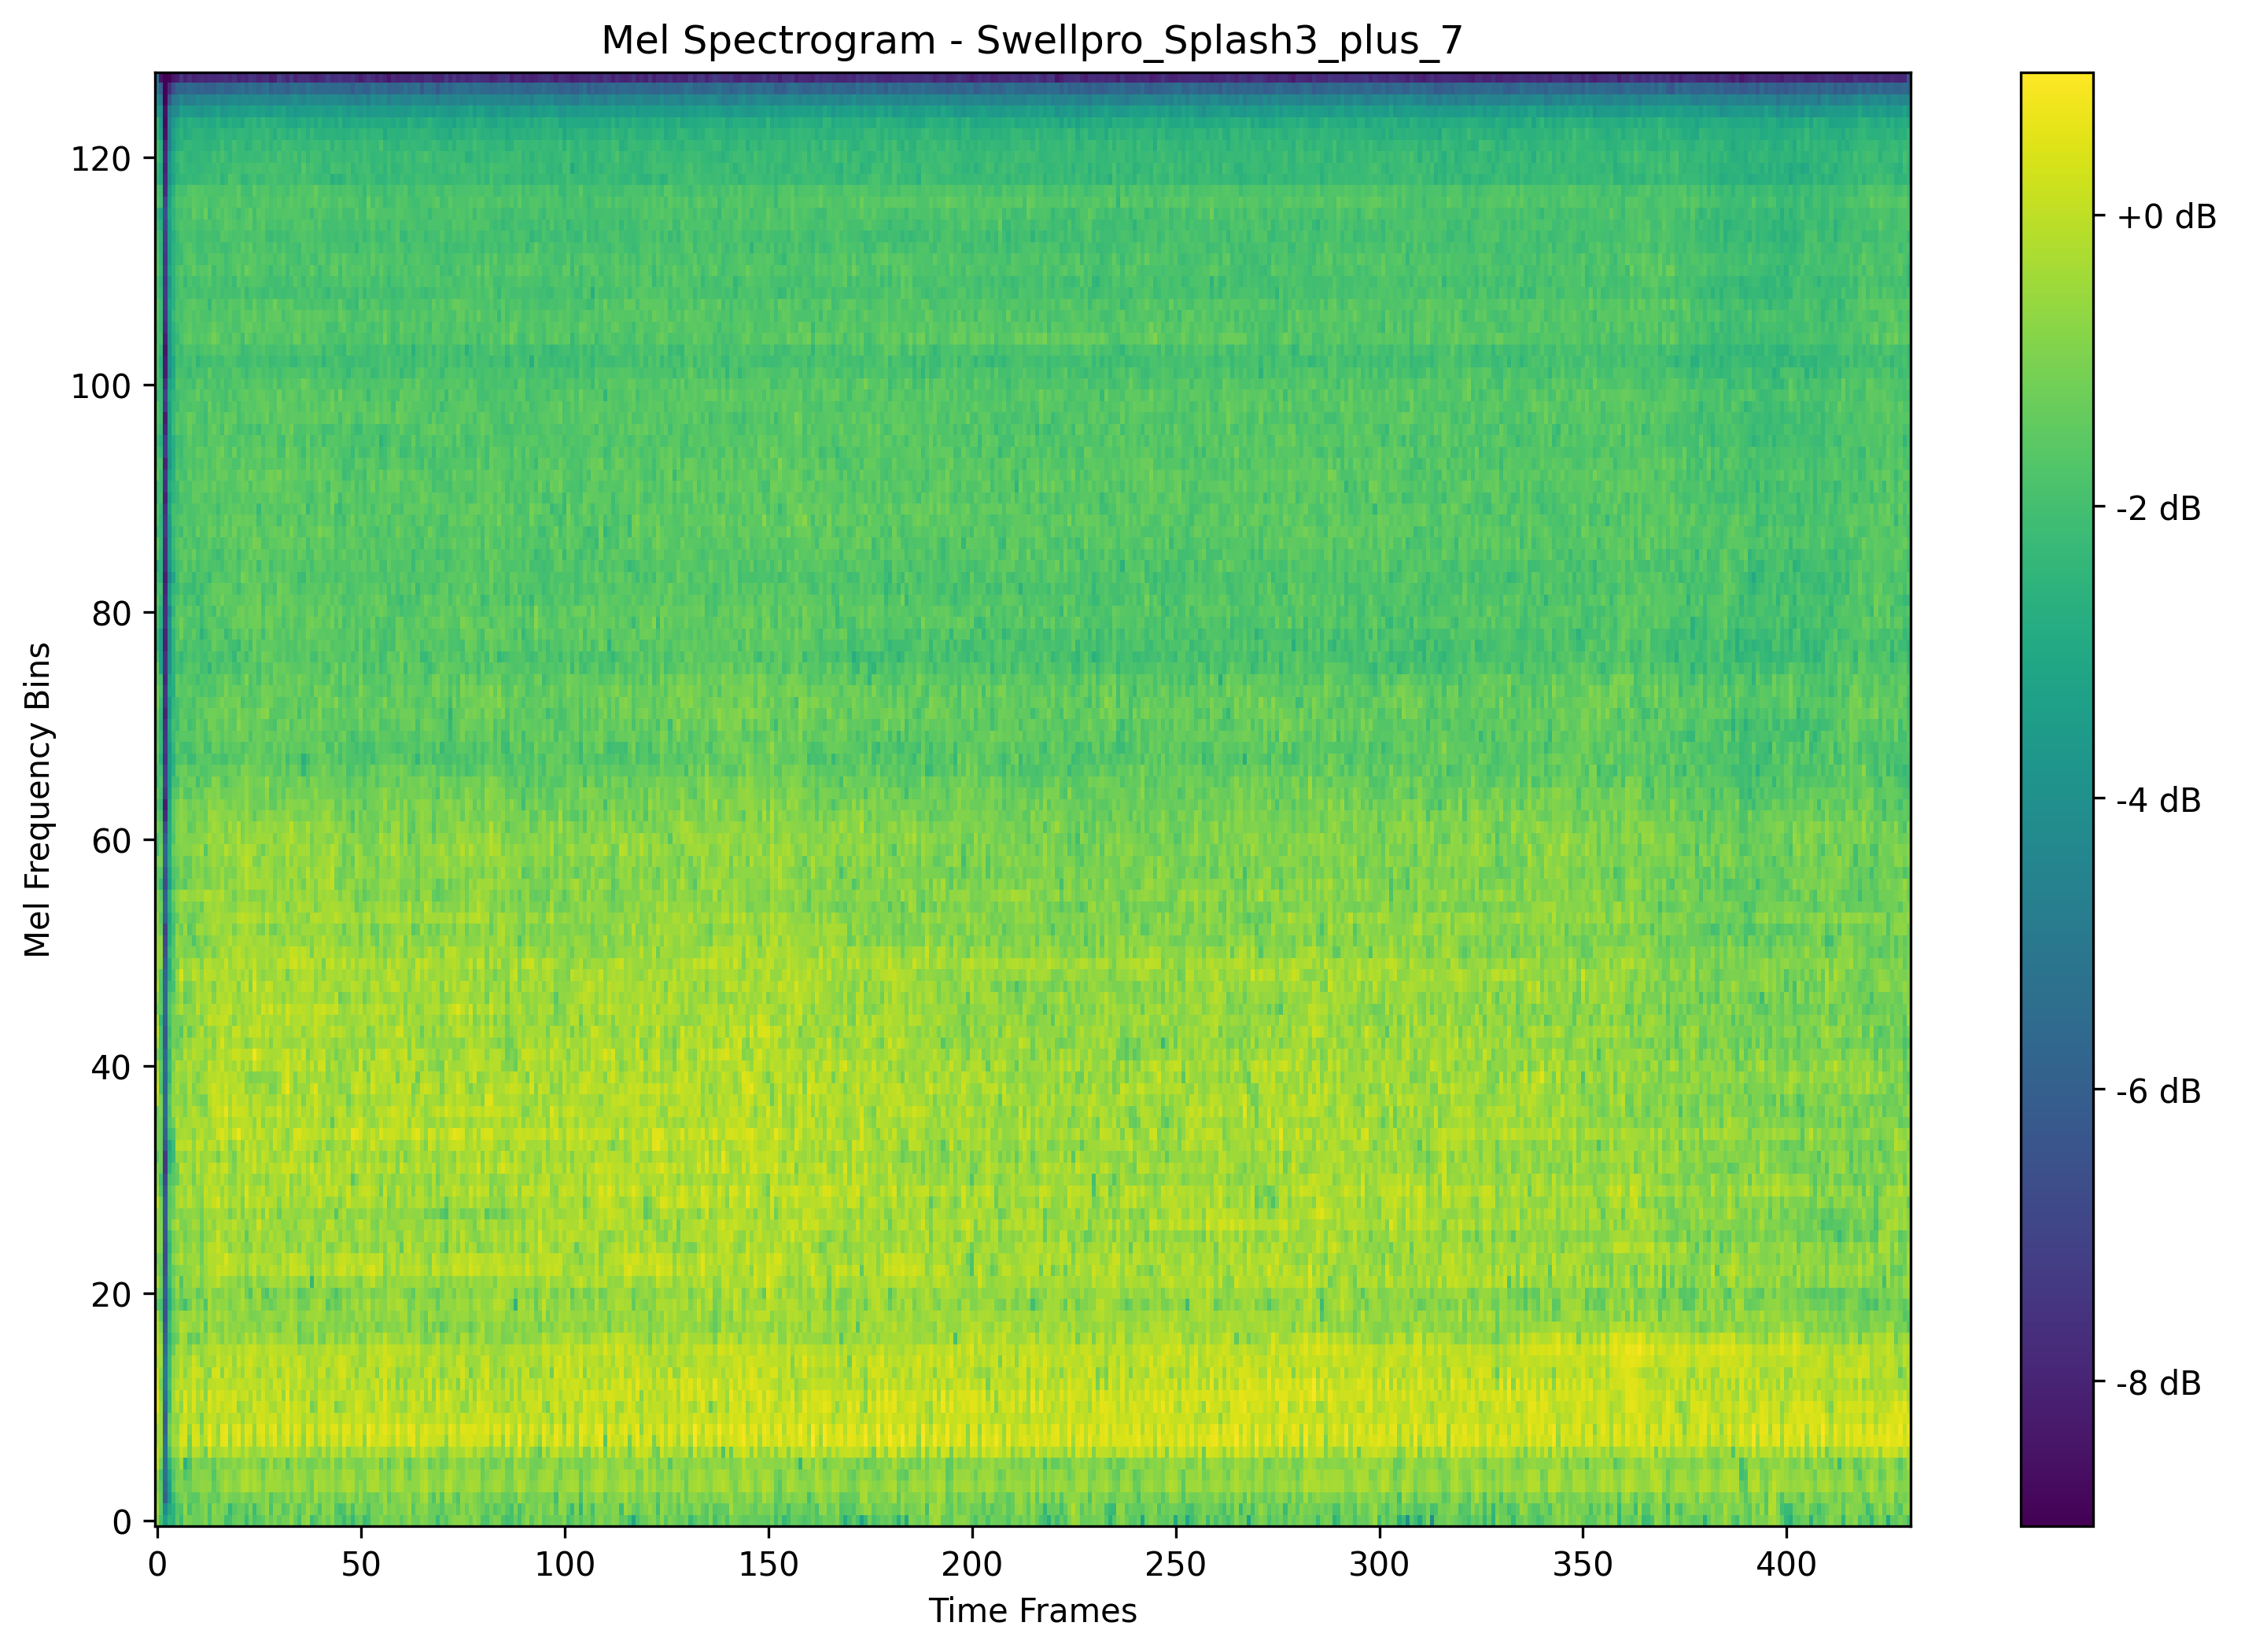 Mel Spectrogram - Swellpro_Splash3_plus_7
Mel Frequency Bins
120
100
80
60
40
20
0
0 50 100 150 200 250 300 350 400
Time Frames
+0 dB
-2 dB
-4 dB
-6 dB
-8 dB